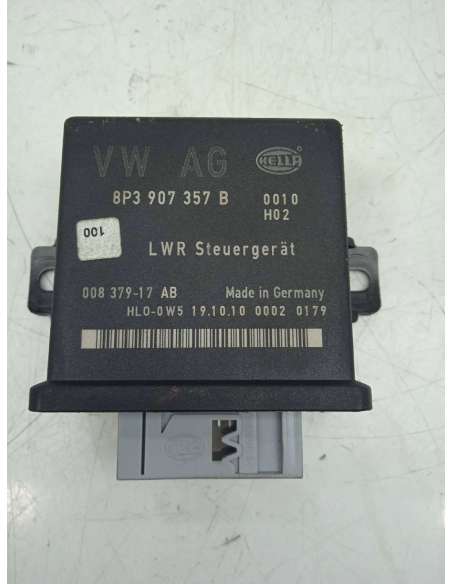 VW AG HELLA
8P3 907 357 B 0010
H02
100
LWR Steuergerät
008 379-17 AB Made in Germany
HLO-0W5 19.10.10 0002 0179